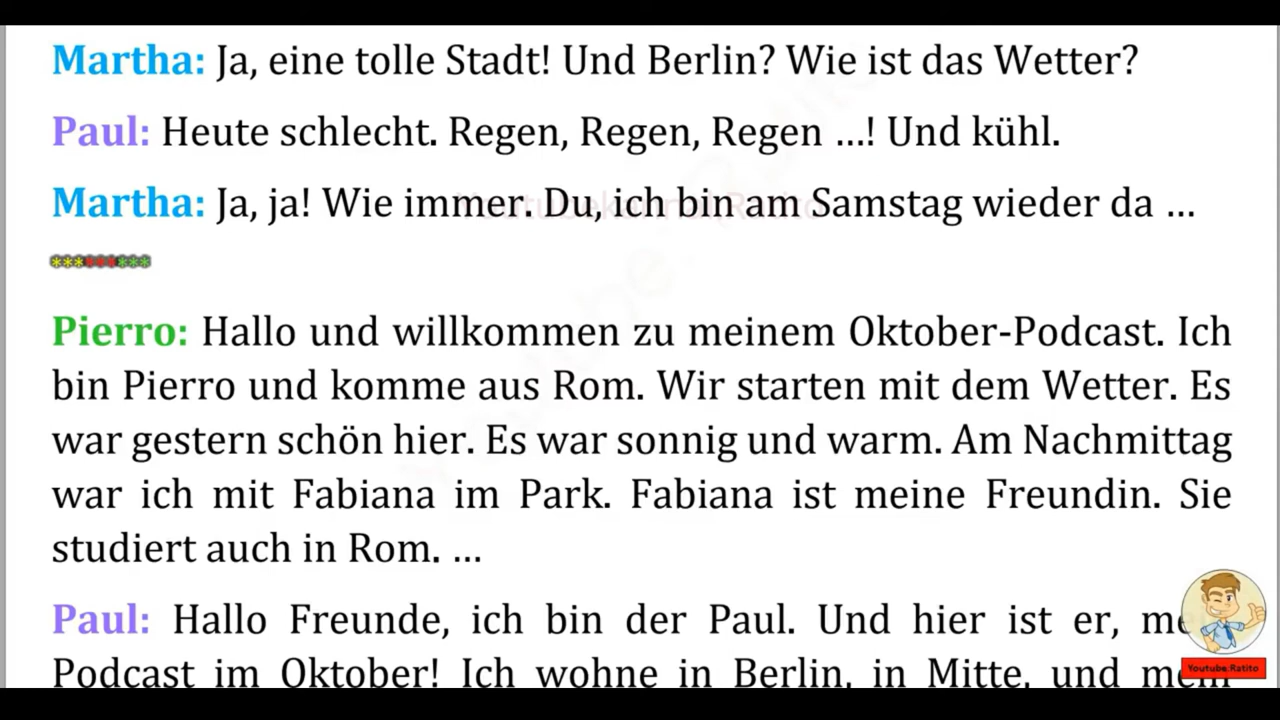 Martha: Ja, eine tolle Stadt! Und Berlin? Wie ist das Wetter?
Paul: Heute schlecht. Regen, Regen, Regen ...! Und kühl.
Martha: Ja, ja! Wie immer. Du, ich bin am Samstag wieder da ...
*********
Pierro: Hallo und willkommen zu meinem Oktober-Podcast. Ich
bin Pierro und komme aus Rom. Wir starten mit dem Wetter. Es
war gestern schön hier. Es war sonnig und warm. Am Nachmittag
war ich mit Fabiana im Park. Fabiana ist meine Freundin. Sie
studiert auch in Rom. ...
Paul: Hallo Freunde, ich bin der Paul. Und hier ist er,
Podcast im Oktober! Ich wohne in Berlin, in Mitte, und
Youtube Ratito